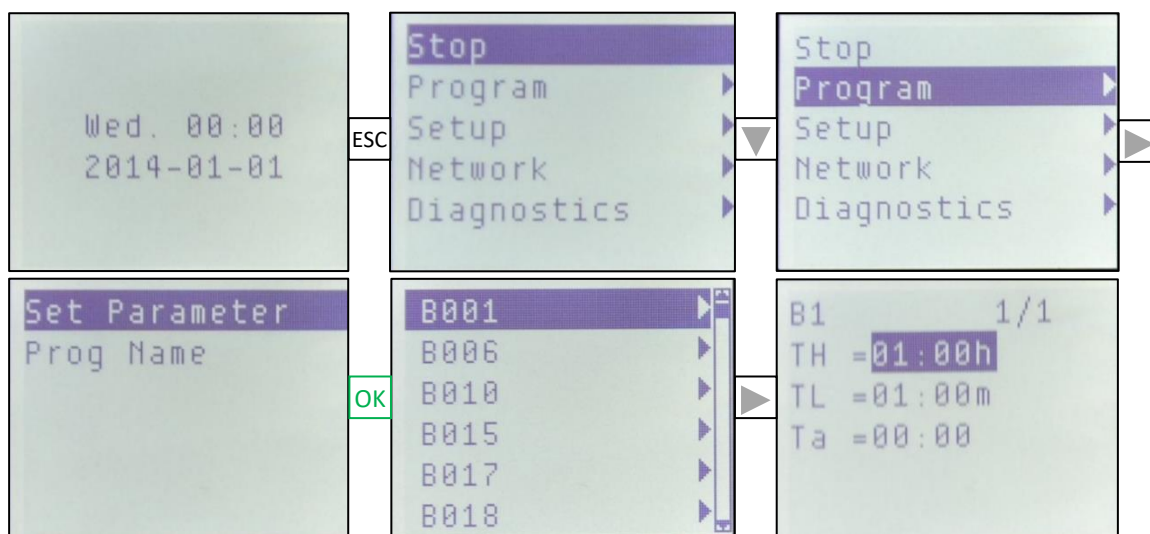 Wed. 00:00
2014-01-01
ESC
Stop
Program
Setup
Network
Diagnostics
Stop
Program
Setup
Network
Diagnostics
Set Parameter
Prog Name
OK
B001
B006
B010
B015
B017
B018
B1 1/1
TH =01:00h
TL =01:00m
Ta =00:00